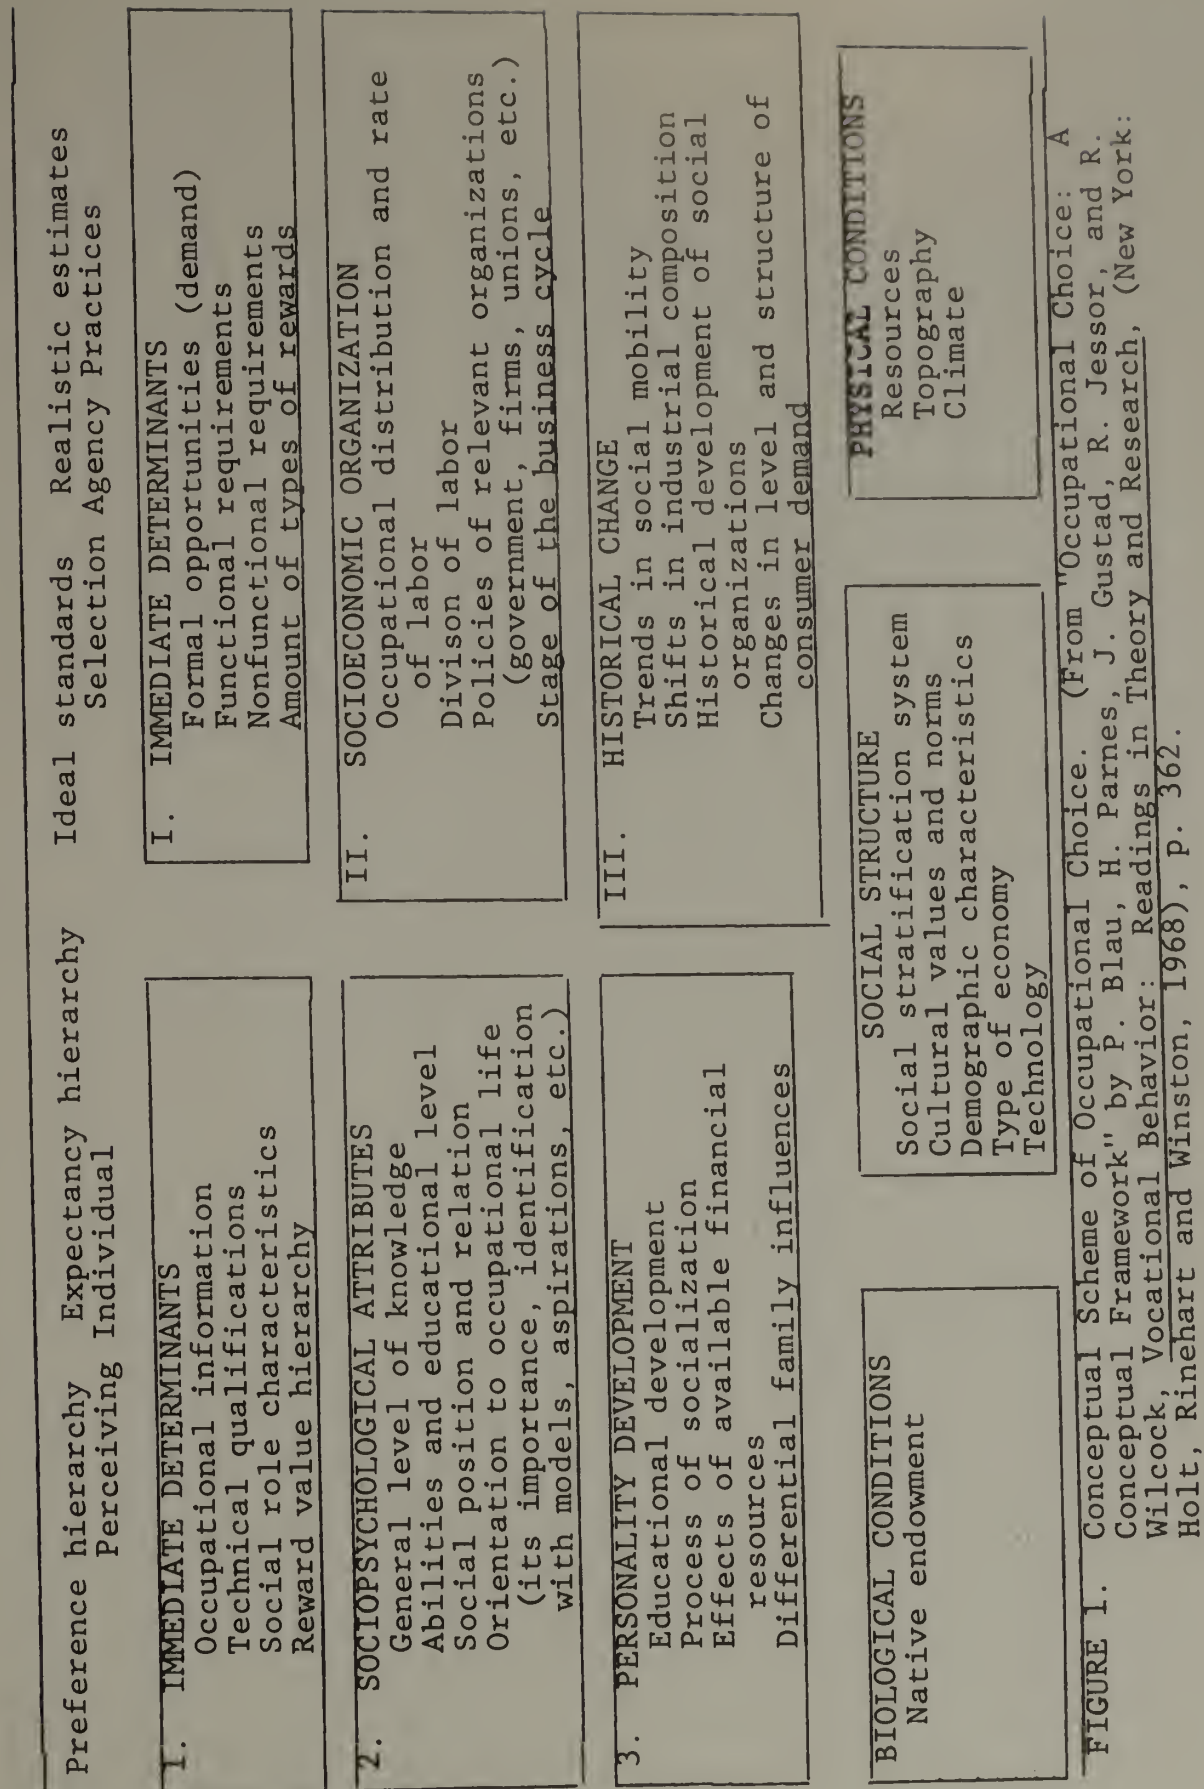 Preference hierarchy Expectancy hierarchy
Perceiving Individual
Ideal standards Realistic estimates
Selection Agency Practices
1. IMMEDIATE DETERMINANTS
Occupational information
Technical qualifications
Social role characteristics
Reward value hierarchy
I. IMMEDIATE DETERMINANTS
Formal opportunities (demand)
Functional requirements
Nonfunctional requirements
Amount of types of rewards
2. SOCIOPSYCHOLOGICAL ATTRIBUTES
General level of knowledge
Abilities and educational level
Social position and relation
Orientation to occupational life
(its importance, identification
with models, aspirations, etc.)
II. SOCIOECONOMIC ORGANIZATION
Occupational distribution and rate
of labor
Divison of labor
Policies of relevant organizations
(government, firms, unions, etc.)
Stage of the business cycle
3. PERSONALITY DEVELOPMENT
Educational development
Process of socialization
Effects of available financial
resources
Differential family influences
III. HISTORICAL CHANGE
Trends in social mobility
Shifts in industrial composition
Historical development of social
organizations
Changes in level and structure of
consumer demand
BIOLOGICAL CONDITIONS
Native endowment
SOCIAL STRUCTURE
Social stratification system
Cultural values and norms
Demographic characteristics
Type of economy
Technology
PHYSICAL CONDITIONS
Resources
Topography
Climate
FIGURE 1. Conceptual Scheme of Occupational Choice. (From "Occupational Choice: A
Conceptual Framework" by P. Blau, H. Parnes, J. Gustad, R. Jessor, and R.
Wilcock, Vocational Behavior: Readings in Theory and Research, (New York:
Holt, Rinehart and Winston, 1968), p. 362.